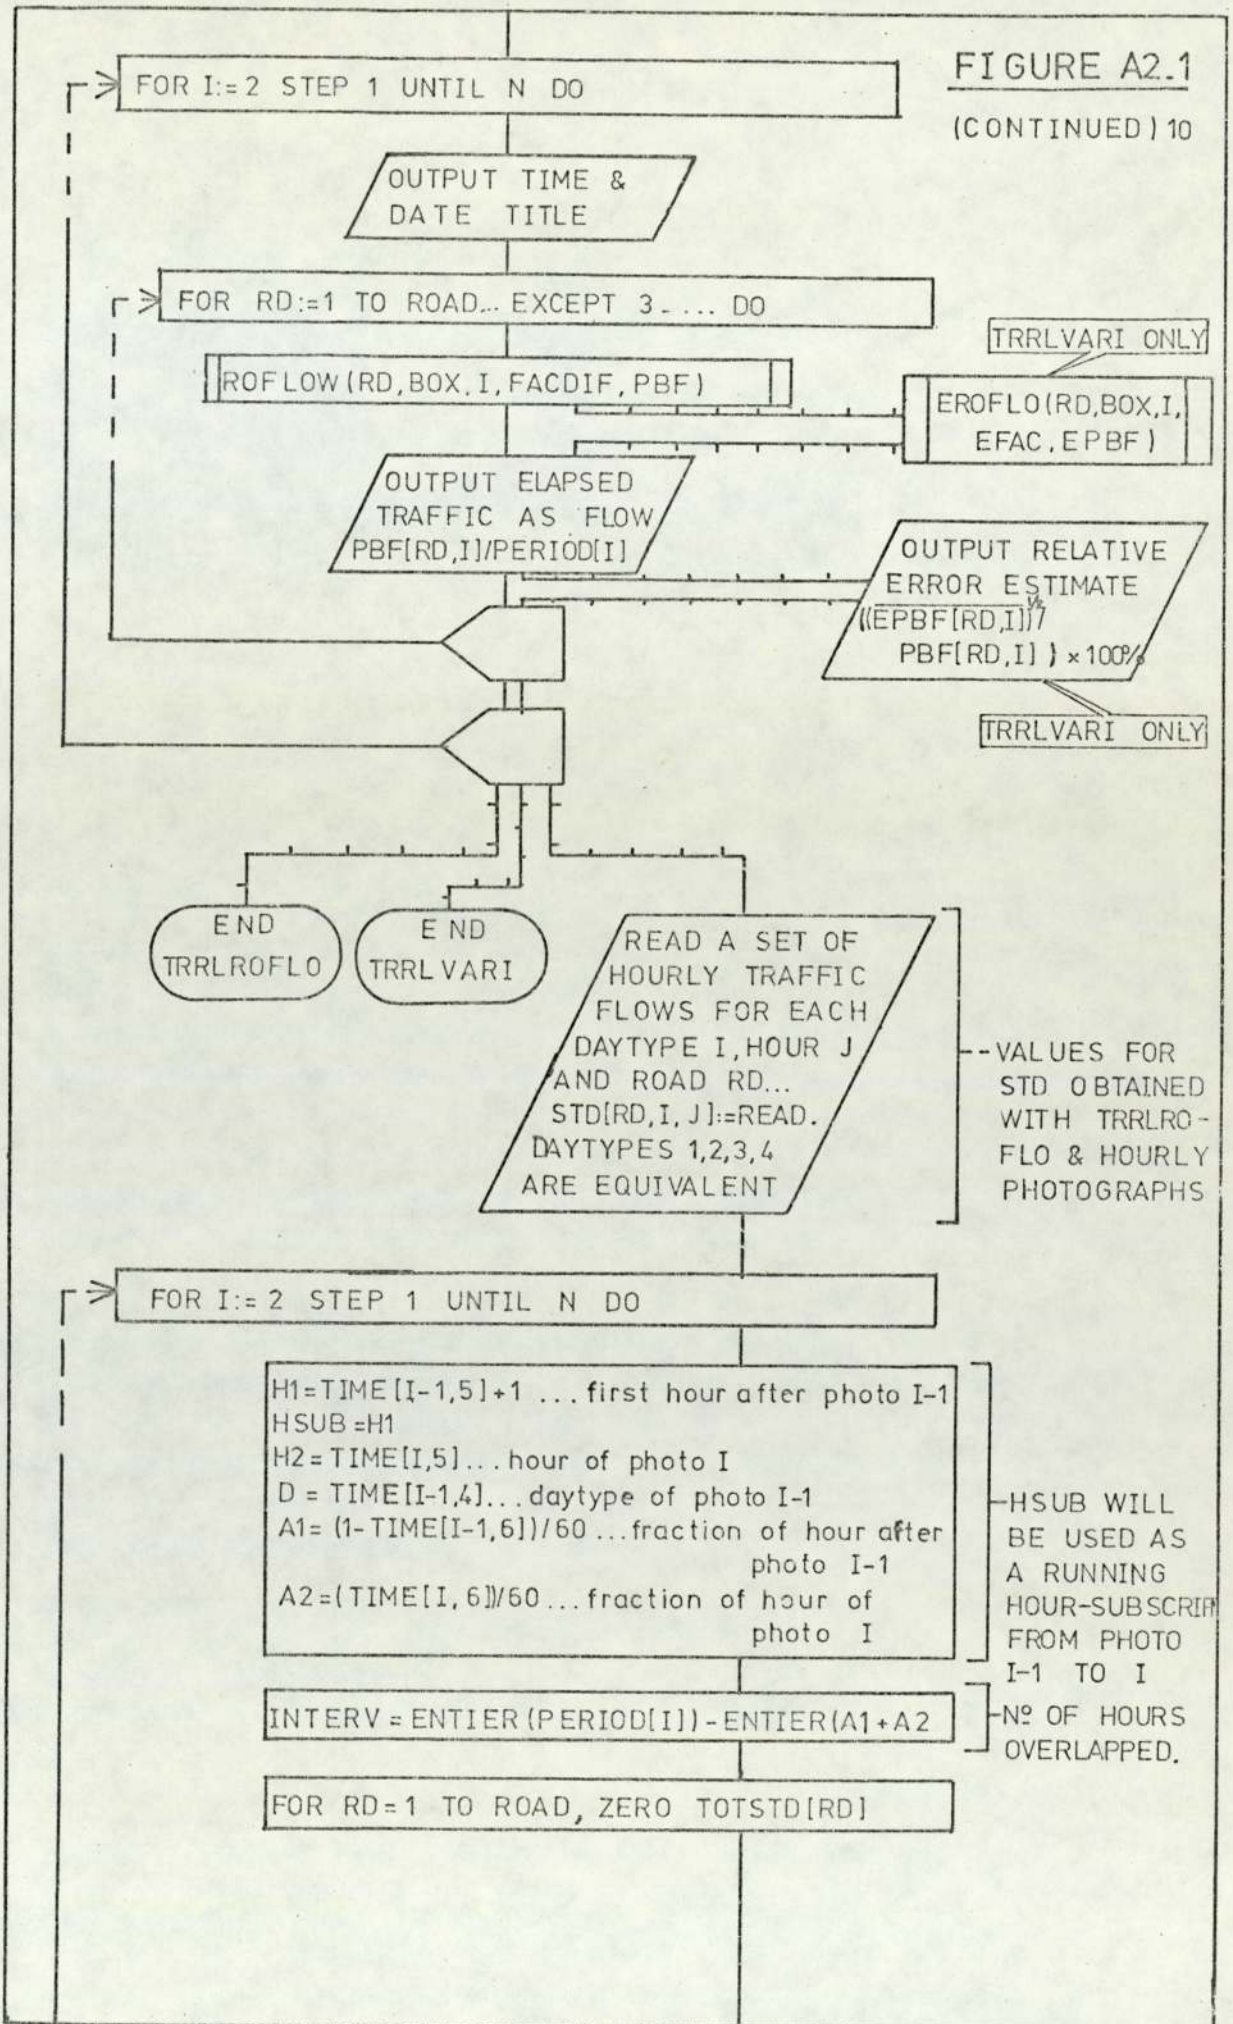 FIGURE A2.1
(CONTINUED) 10
FOR I:= 2 STEP 1 UNTIL N DO
OUTPUT TIME &
DATE TITLE
FOR RD:=1 TO ROAD... EXCEPT 3.... DO
TRRLVARI ONLY
ROFLOW(RD,BOX,I,FACDIF,PBF)
EROFLO(RD,BOX,I,
EFAC,EPBF)
OUTPUT ELAPSED
TRAFFIC AS FLOW
PBF[RD,I]/PERIOD[I]
OUTPUT RELATIVE
ERROR ESTIMATE
((EPBF[RD,I])½/
PBF[RD,I]) × 100%
TRRLVARI ONLY
END
TRRLROFLO
END
TRRLVARI
READ A SET OF
HOURLY TRAFFIC
FLOWS FOR EACH
DAYTYPE I, HOUR J
AND ROAD RD...
STD[RD,I,J]:=READ.
DAYTYPES 1,2,3,4
ARE EQUIVALENT
--VALUES FOR
STD OBTAINED
WITH TRRLRO-
FLO & HOURLY
PHOTOGRAPHS
FOR I:= 2 STEP 1 UNTIL N DO
H1=TIME[I-1,5]+1 ...first hour after photo I-1
HSUB=H1
H2=TIME[I,5]...hour of photo I
D = TIME[I-1,4]...daytype of photo I-1
A1= (1-TIME[I-1,6])/60 ...fraction of hour after
photo I-1
A2=(TIME[I,6])/60...fraction of hour of
photo I
HSUB WILL
BE USED AS
A RUNNING
HOUR-SUBSCRIP
FROM PHOTO
I-1 TO I
INTERV = ENTIER(PERIOD[I])-ENTIER(A1+A2
Nº OF HOURS
OVERLAPPED.
FOR RD=1 TO ROAD, ZERO TOTSTD[RD]